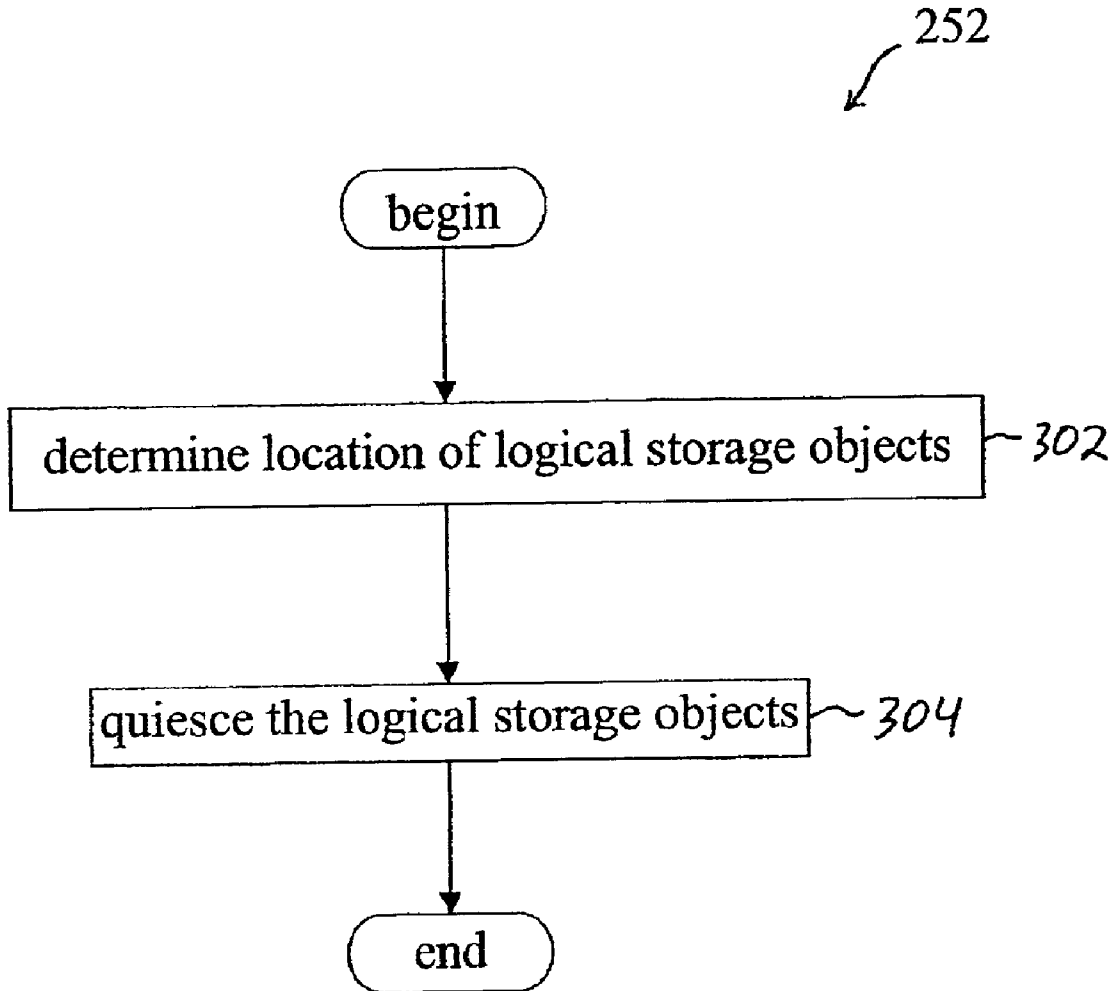 252
begin
determine location of logical storage objects 302
quiesce the logical storage objects 304
end